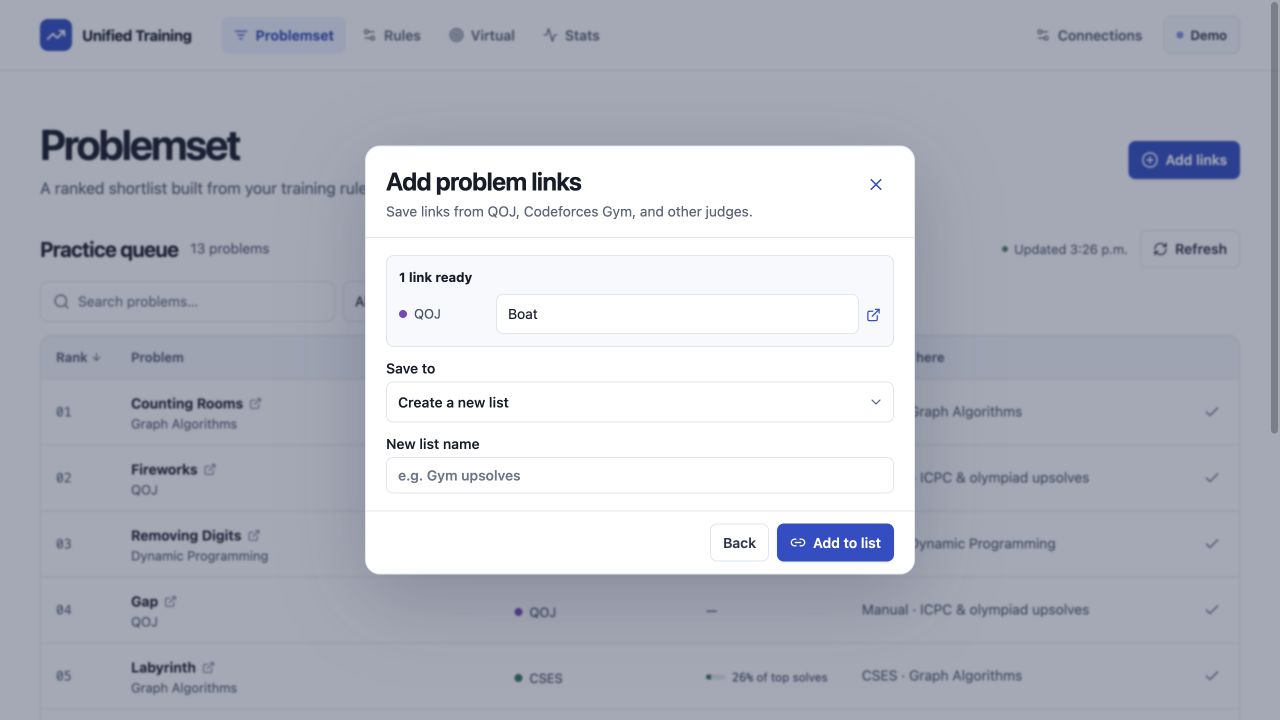 Unified Training
Problemset
Rules
Virtual
Stats
Connections
Demo
Problemset
A ranked shortlist built from your training rule
Add links
Practice queue 13 problems
Updated 3:26 p.m.
Refresh
Search problems...
A
Rank
Problem
here
01
Counting Rooms
Graph Algorithms
Graph Algorithms
02
Fireworks
QOJ
· ICPC & olympiad upsolves
03
Removing Digits
Dynamic Programming
Dynamic Programming
04
Gap
QOJ
QOJ
—
Manual · ICPC & olympiad upsolves
05
Labyrinth
Graph Algorithms
CSES
26% of top solves
CSES · Graph Algorithms
Add problem links
Save links from QOJ, Codeforces Gym, and other judges.
1 link ready
QOJ
Boat
Save to
Create a new list
New list name
e.g. Gym upsolves
Back
Add to list